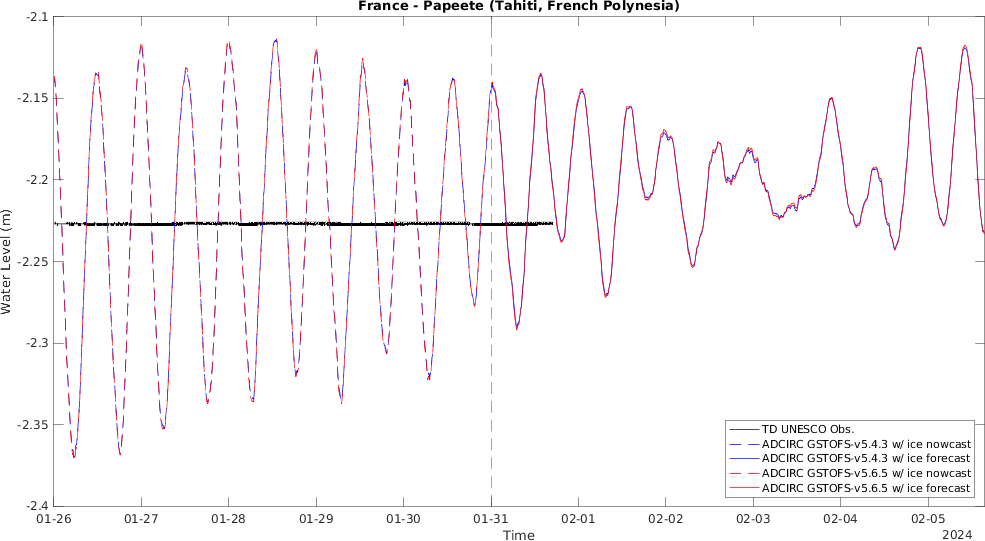 France - Papeete (Tahiti, French Polynesia)
-2.1
-2.15
-2.2
-2.25
-2.3
-2.35
-2.4
Water Level (m)
TD UNESCO Obs.
ADCIRC GSTOFS-v5.4.3 w/ ice nowcast
ADCIRC GSTOFS-v5.4.3 w/ ice forecast
ADCIRC GSTOFS-v5.6.5 w/ ice nowcast
ADCIRC GSTOFS-v5.6.5 w/ ice forecast
01-26 01-27 01-28 01-29 01-30 01-31 02-01 02-02 02-03 02-04 02-05
Time
2024